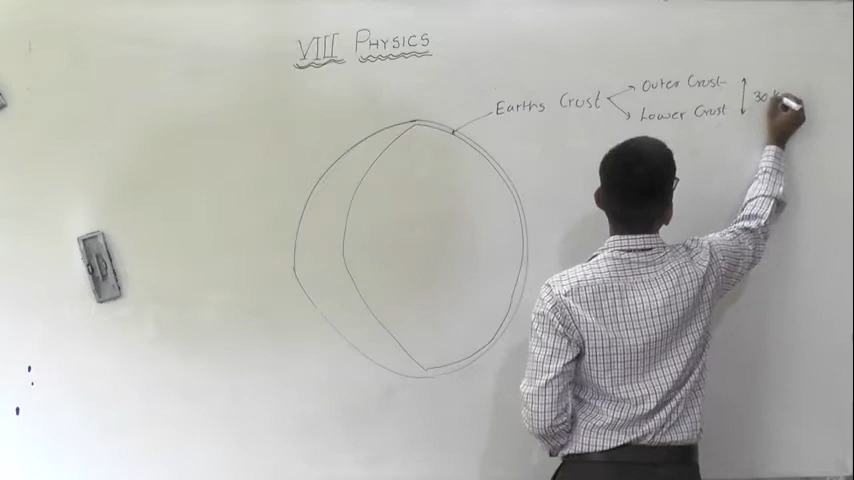 VIII PHYSICS
Earths Crust
Outer Crust
Lower Crust
30